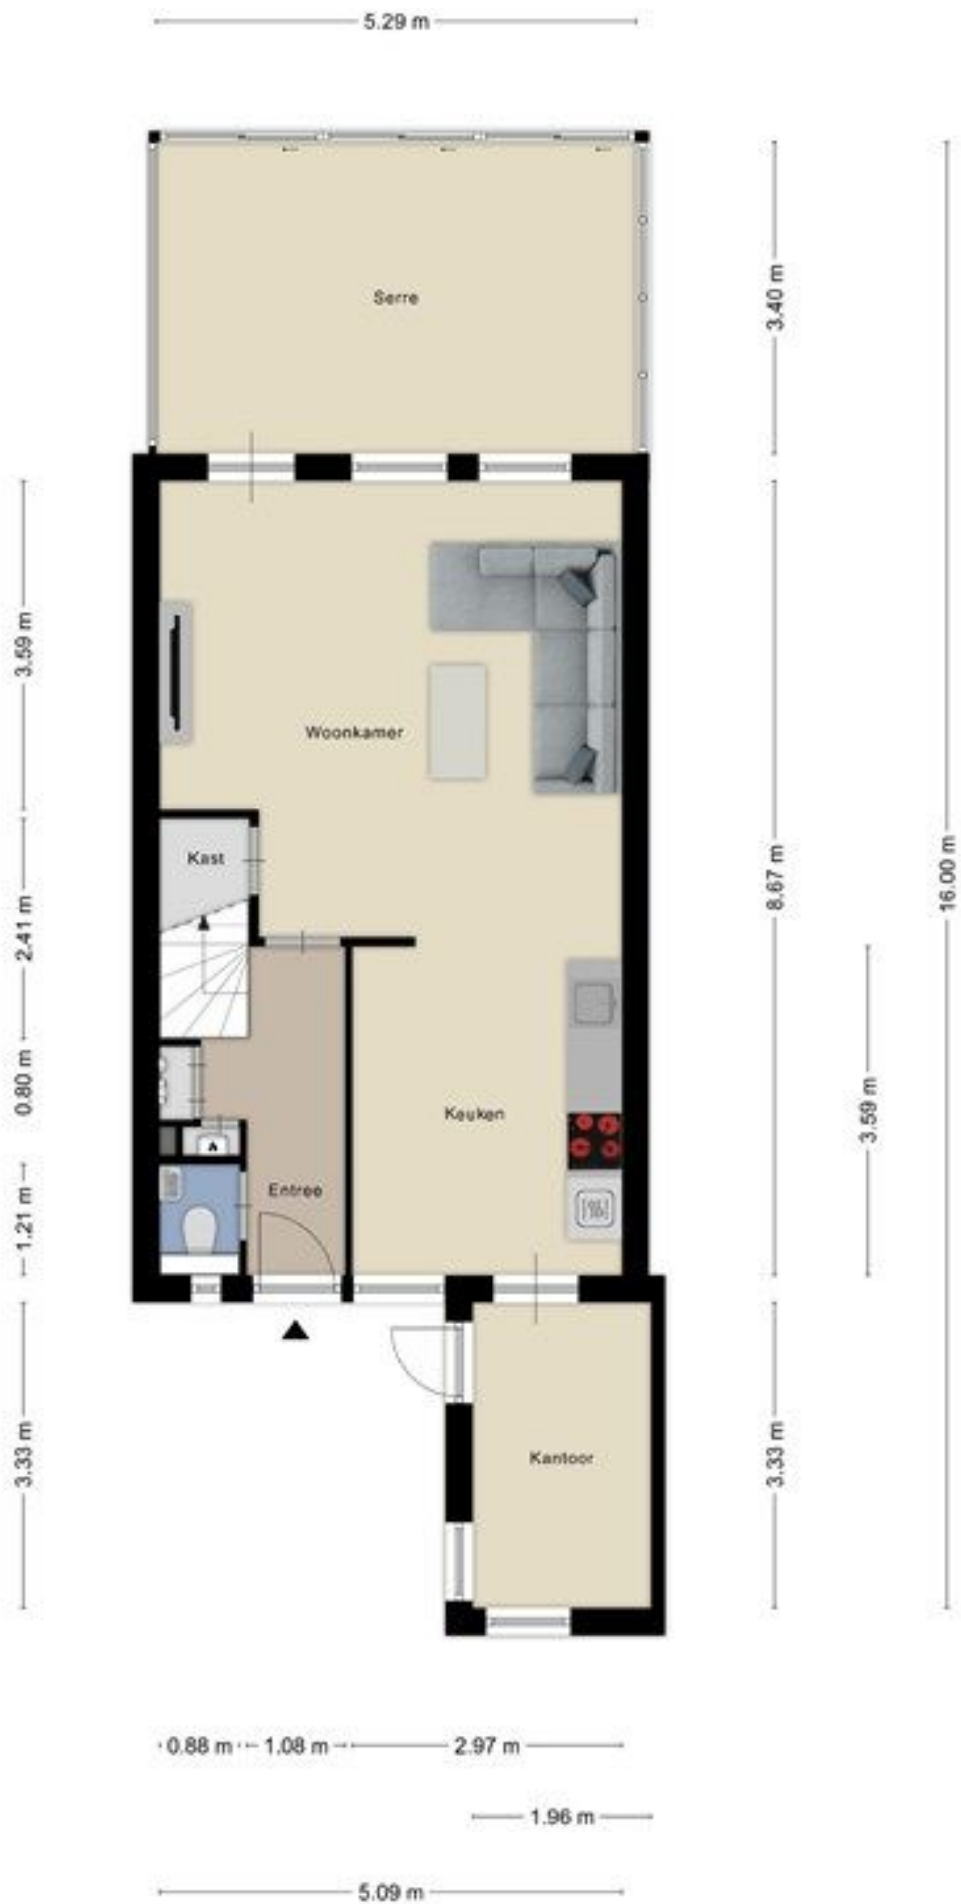 5.29 m
Serre
3.40 m
3.59 m
Woonkamer
Kast
8.67 m
16.00 m
2.41 m
0.80 m
Keuken
3.59 m
A
1.21 m
Entree
3.33 m
Kantoor
3.33 m
0.88 m
1.08 m
2.97 m
1.96 m
5.09 m